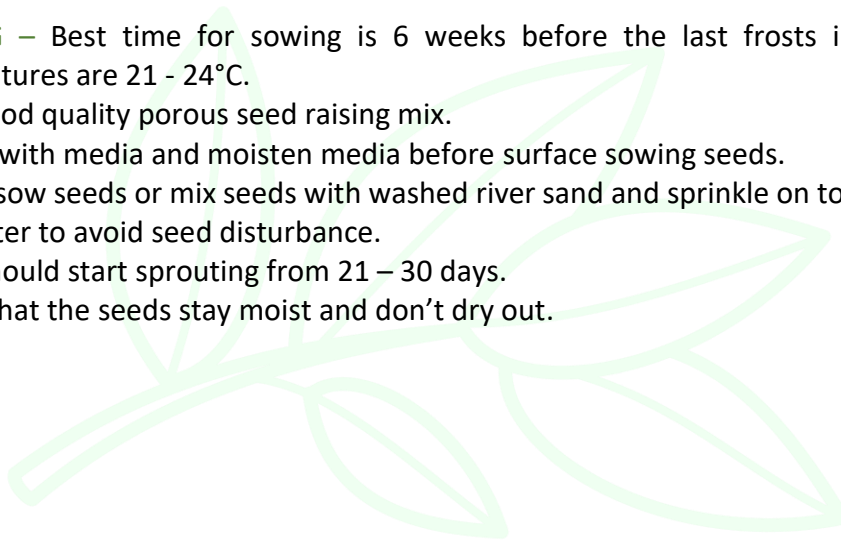 – Best time for sowing is 6 weeks before the last frosts
tures are 21 - 24°C.
od quality porous seed raising mix.
with media and moisten media before surface sowing seeds.
sow seeds or mix seeds with washed river sand and sprinkle on to
ter to avoid seed disturbance.
ould start sprouting from 21 – 30 days.
hat the seeds stay moist and don’t dry out.